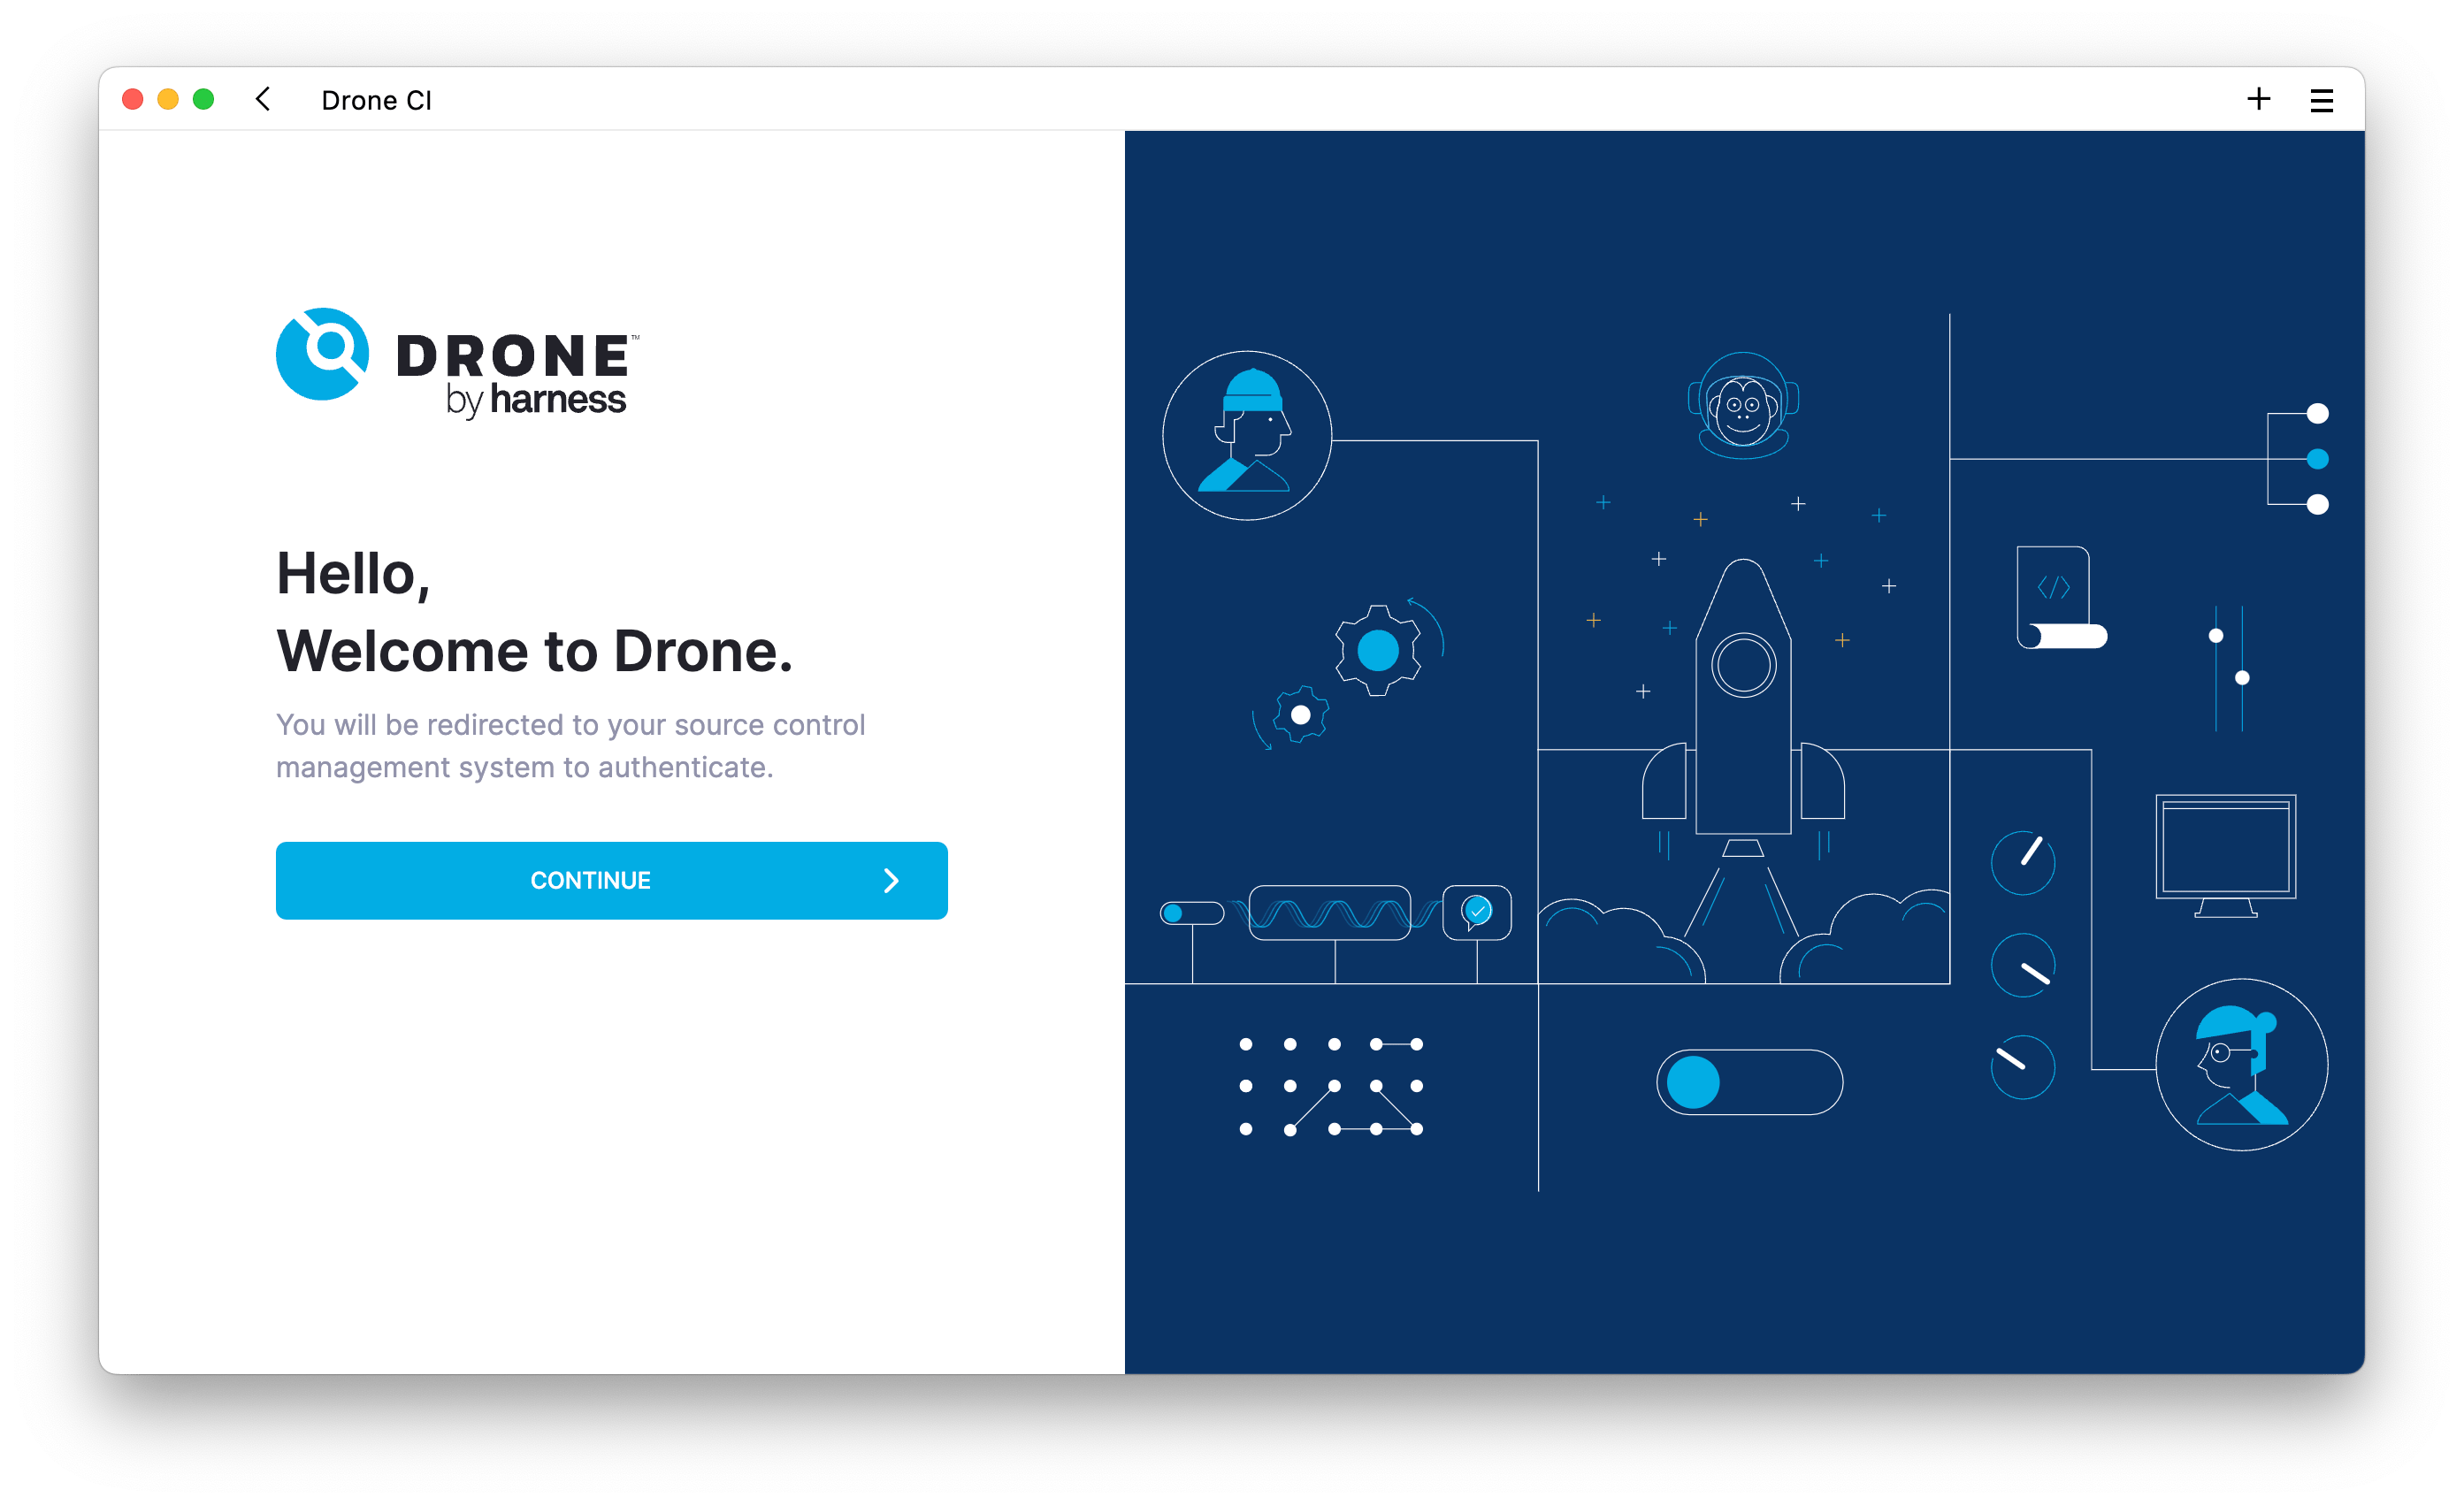 Drone CI
DRONE™
by harness
Hello,
Welcome to Drone.
You will be redirected to your source control
management system to authenticate.
CONTINUE